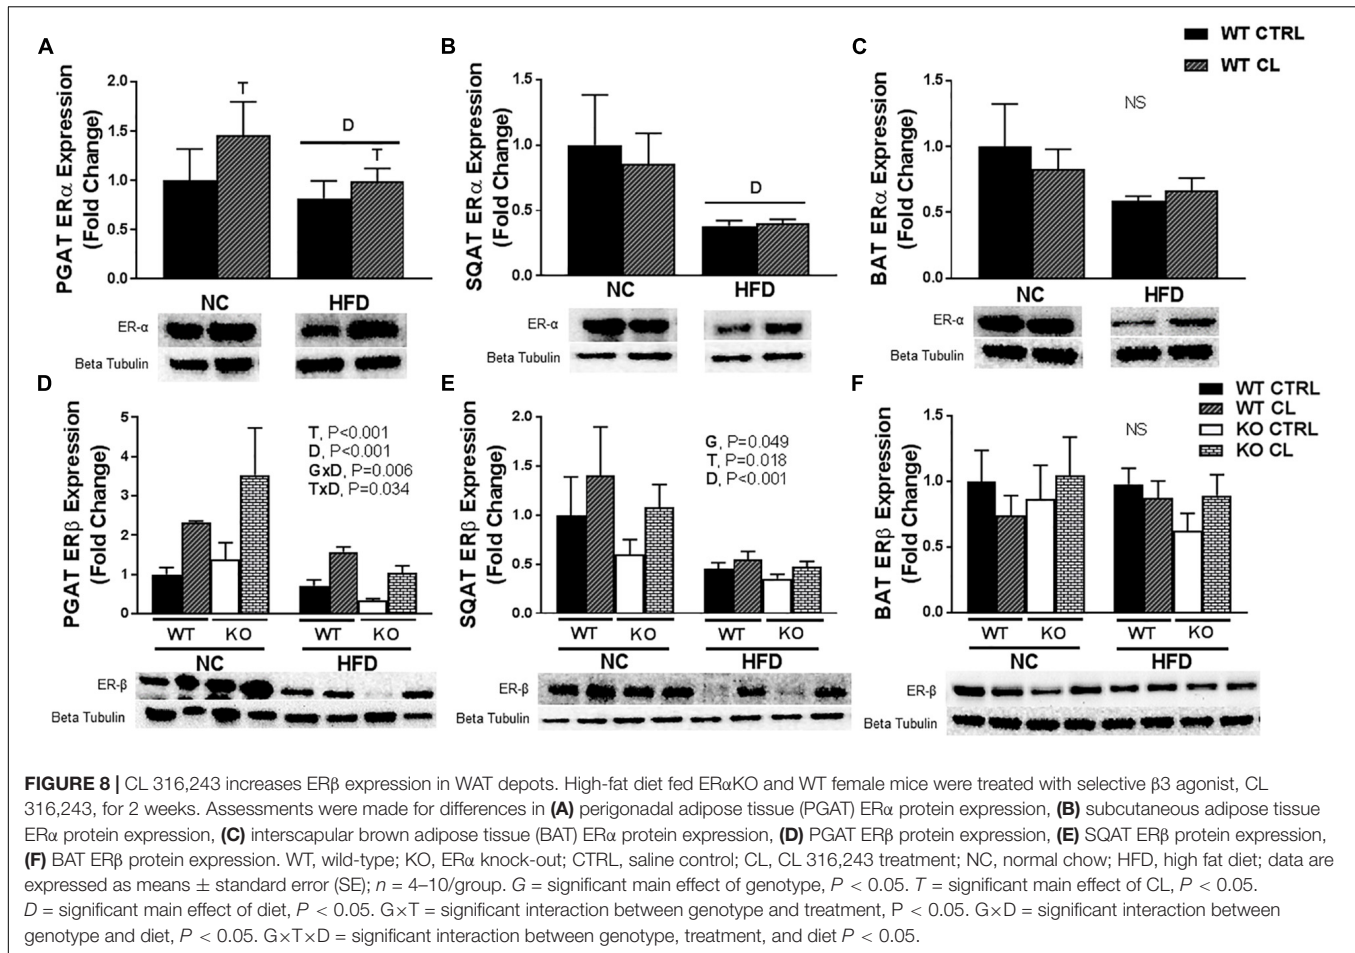 A
B
C
WT CTRL
WT CL
PGAT ERα Expression
(Fold Change)
2.0
1.5
1.0
0.5
0.0
T
D
T
NC
HFD
ER-α
Beta Tubulin
SQAT ERα Expression
(Fold Change)
1.5
1.0
0.5
0.0
D
NC
HFD
ER-α
Beta Tubulin
BAT ERα Expression
(Fold Change)
1.5
1.0
0.5
0.0
NS
NC
HFD
ER-α
Beta Tubulin
D
E
F
PGAT ERβ Expression
(Fold Change)
5
4
3
2
1
0
T, P<0.001
D, P<0.001
GxD, P=0.006
TxD, P=0.034
WT
KO
WT
KO
NC
HFD
ER-β
Beta Tubulin
SQAT ERβ Expression
(Fold Change)
2.0
1.5
1.0
0.5
0.0
G, P=0.049
T, P=0.018
D, P<0.001
WT
KO
WT
KO
NC
HFD
ER-β
Beta Tubulin
BAT ERβ Expression
(Fold Change)
1.5
1.0
0.5
0.0
NS
WT CTRL
WT CL
KO CTRL
KO CL
WT
KO
WT
KO
NC
HFD
ER-β
Beta Tubulin
FIGURE 8 | CL 316,243 increases ERβ expression in WAT depots. High-fat diet fed ERαKO and WT female mice were treated with selective β3 agonist, CL
316,243, for 2 weeks. Assessments were made for differences in (A) perigonadal adipose tissue (PGAT) ERα protein expression, (B) subcutaneous adipose tissue
ERα protein expression, (C) interscapular brown adipose tissue (BAT) ERα protein expression, (D) PGAT ERβ protein expression, (E) SQAT ERβ protein expression,
(F) BAT ERβ protein expression. WT, wild-type; KO, ERα knock-out; CTRL, saline control; CL, CL 316,243 treatment; NC, normal chow; HFD, high fat diet; data are
expressed as means ± standard error (SE); n = 4–10/group. G = significant main effect of genotype, P < 0.05. T = significant main effect of CL, P < 0.05.
D = significant main effect of diet, P < 0.05. G×T = significant interaction between genotype and treatment, P < 0.05. G×D = significant interaction between
genotype and diet, P < 0.05. G×T×D = significant interaction between genotype, treatment, and diet P < 0.05.